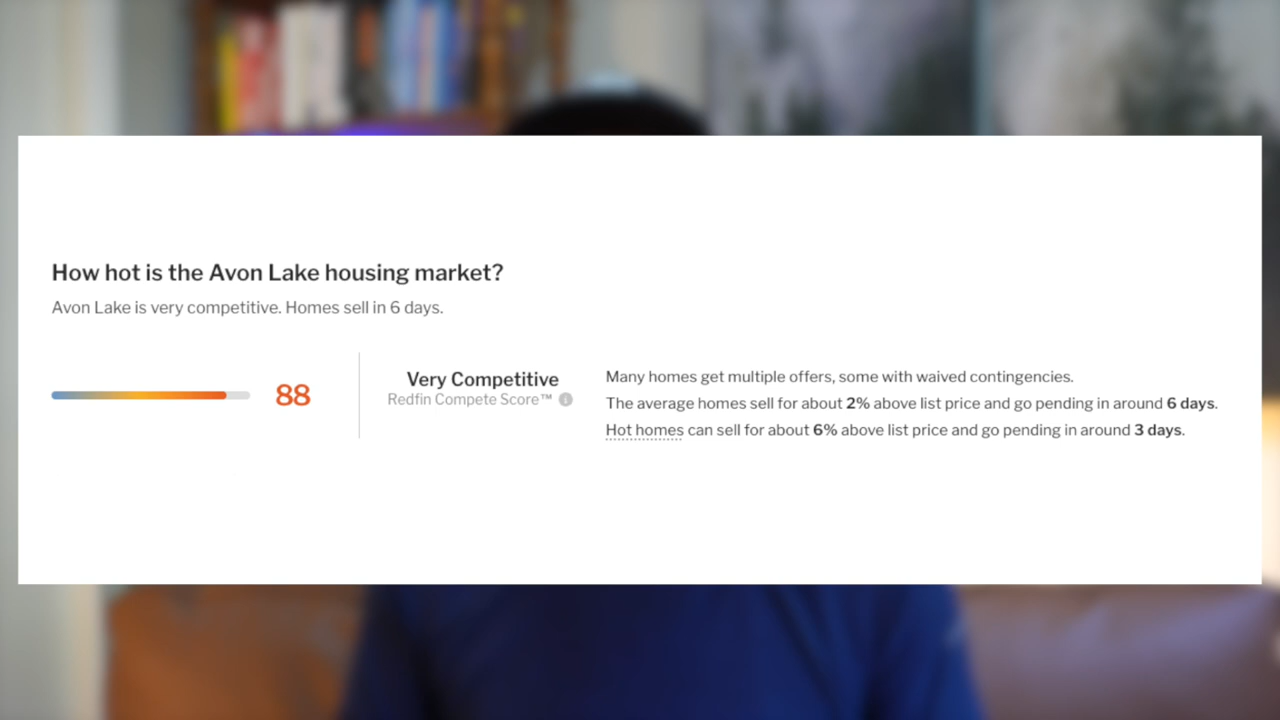 How hot is the Avon Lake housing market?
Avon Lake is very competitive. Homes sell in 6 days.
88
Very Competitive
Redfin Compete Score™
Many homes get multiple offers, some with waived contingencies.
The average homes sell for about 2% above list price and go pending in around 6 days.
Hot homes can sell for about 6% above list price and go pending in around 3 days.